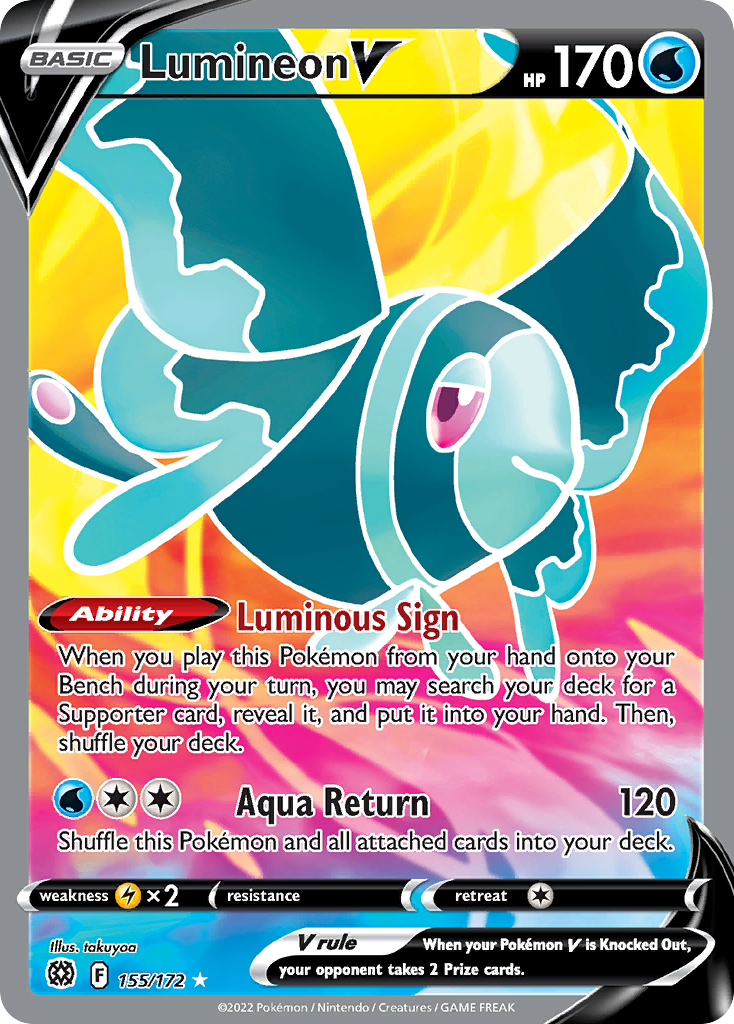 BASIC Lumineon V HP 170
Ability Luminous Sign
When you play this Pokémon from your hand onto your
Bench during your turn, you may search your deck for a
Supporter card, reveal it, and put it into your hand. Then,
shuffle your deck.
Aqua Return 120
Shuffle this Pokémon and all attached cards into your deck.
weakness ×2 resistance retreat
Illus. takuyoa
V rule When your Pokémon V is Knocked Out,
your opponent takes 2 Prize cards.
F 155/172
©2022 Pokémon / Nintendo / Creatures / GAME FREAK